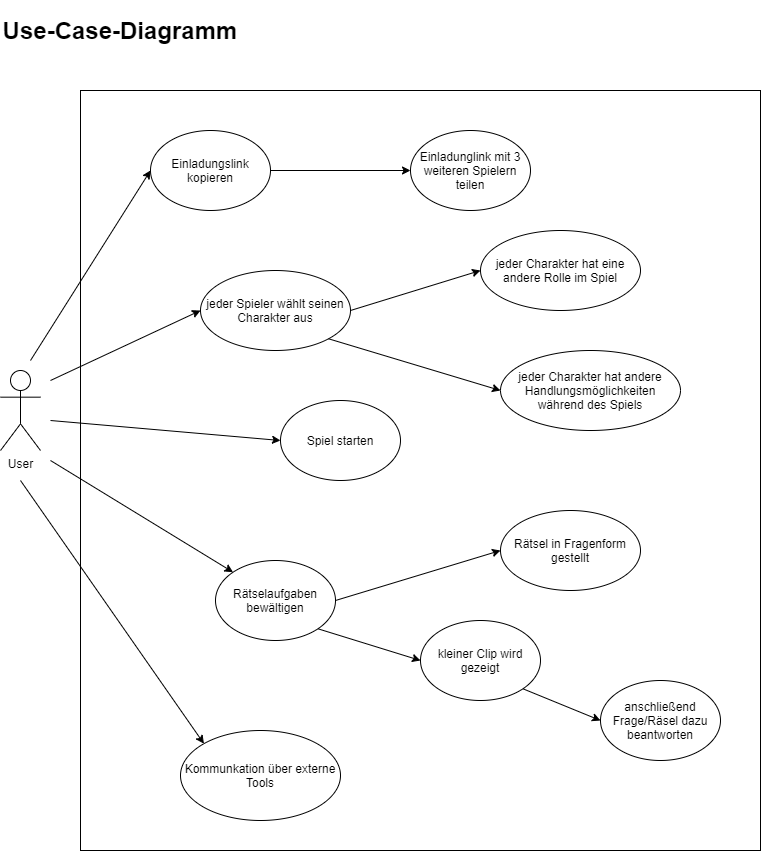 Use-Case-Diagramm
Einladungslink
kopieren
Einladunglink mit 3
weiteren Spielern
teilen
jeder Charakter hat eine
andere Rolle im Spiel
jeder Spieler wählt seinen
Charakter aus
jeder Charakter hat andere
Handlungsmöglichkeiten
während des Spiels
Spiel starten
User
Rätsel in Fragenform
gestellt
Rätselaufgaben
bewältigen
kleiner Clip wird
gezeigt
anschließend
Frage/Räsel dazu
beantworten
Kommunkation über externe
Tools